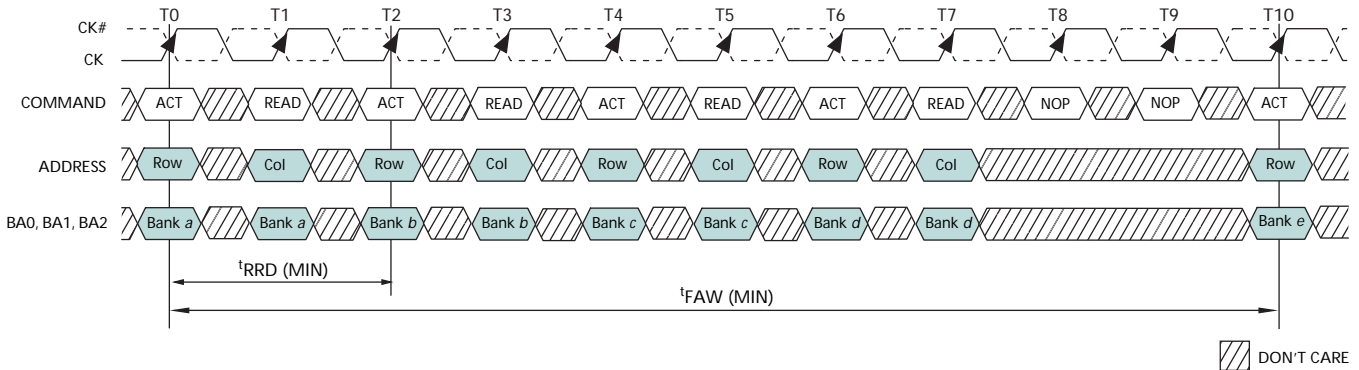 T0 T1 T2 T3 T4 T5 T6 T7 T8 T9 T10
CK#
CK
COMMAND ACT READ ACT READ ACT READ ACT READ NOP NOP ACT
ADDRESS Row Col Row Col Row Col Row Col Row
BA0, BA1, BA2 Bank a Bank a Bank b Bank b Bank c Bank c Bank d Bank d Bank e
tRRD (MIN)
tFAW (MIN)
DON'T CARE